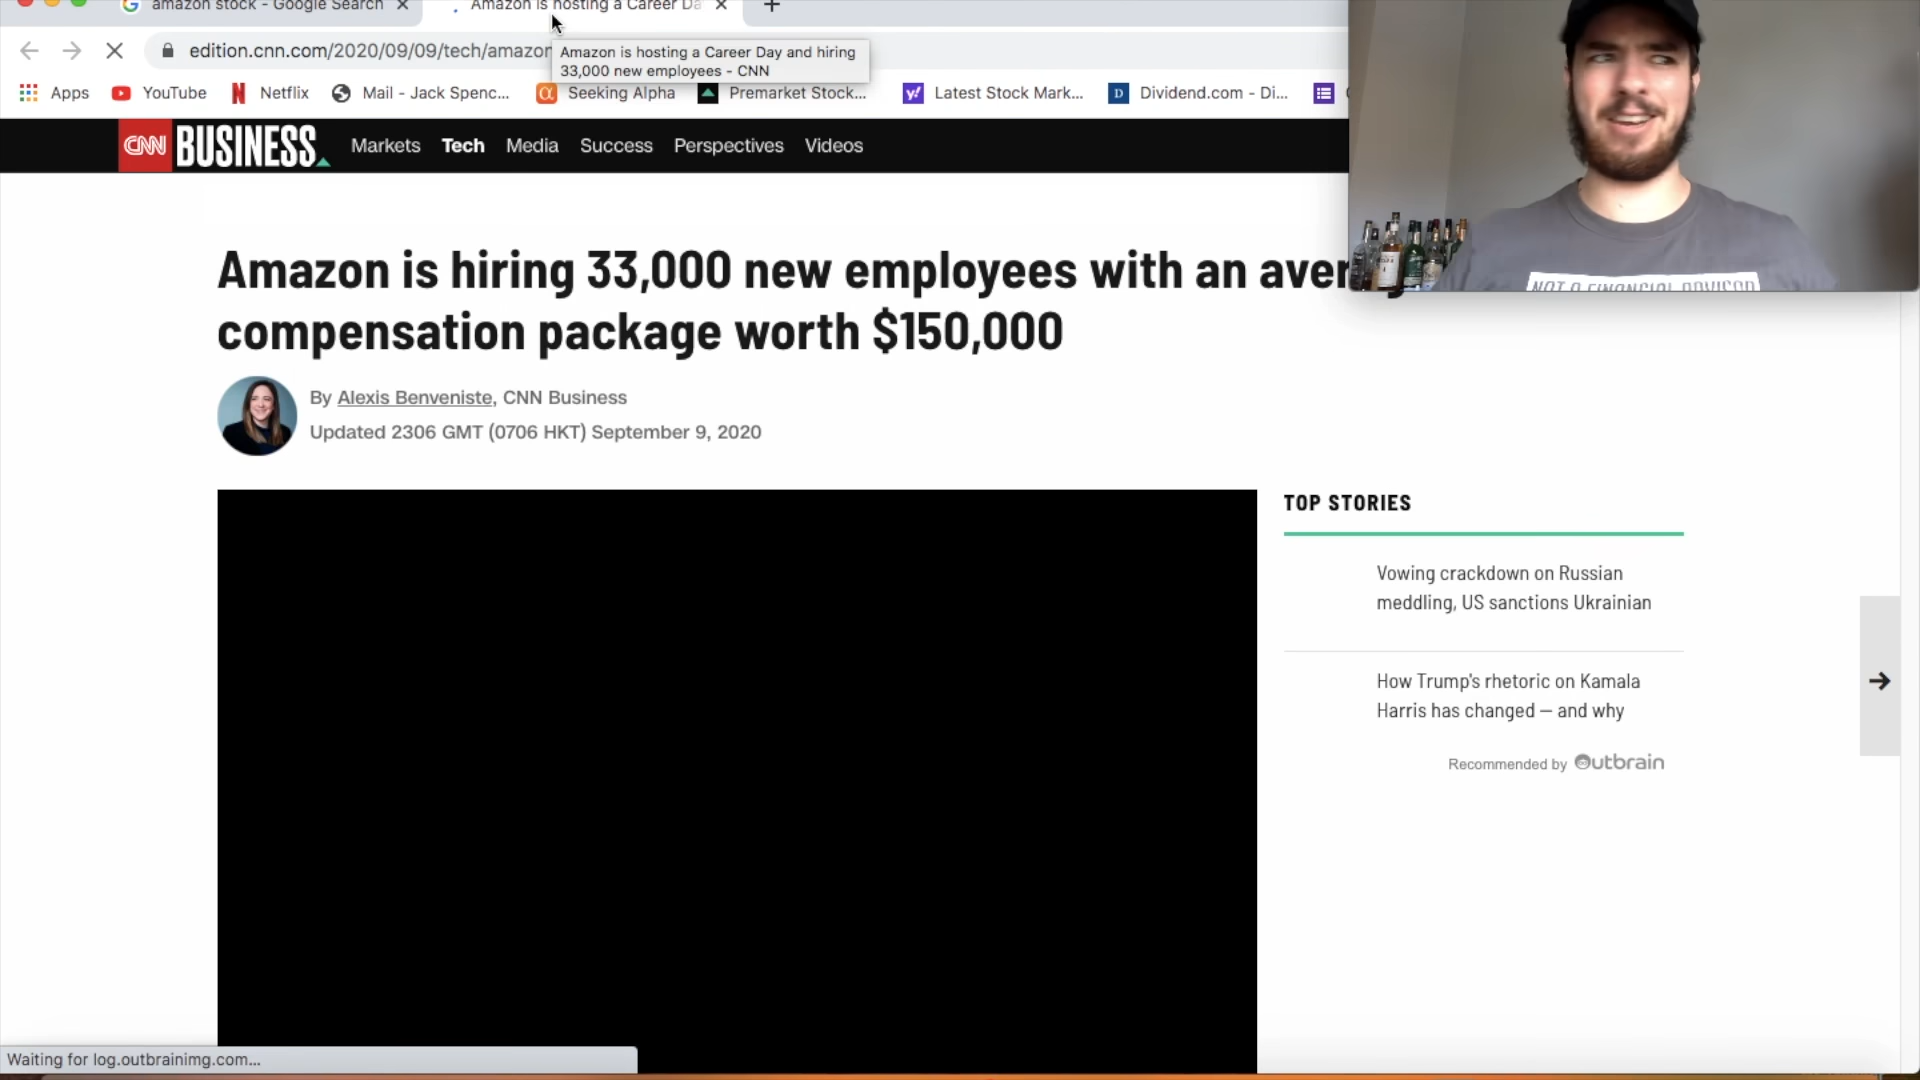 amazon stock - Google Search
Amazon is hosting a Career Da
edition.cnn.com/2020/09/09/tech/amazon
Amazon is hosting a Career Day and hiring
33,000 new employees - CNN
Apps YouTube Netflix Mail - Jack Spenc... Seeking Alpha Premarket Stock... Latest Stock Mark... Dividend.com - Di...
CNN BUSINESS Markets Tech Media Success Perspectives Videos
NOT A FINANCIAL ADVISOR
Amazon is hiring 33,000 new employees with an
compensation package worth $150,000
By Alexis Benveniste, CNN Business
Updated 2306 GMT (0706 HKT) September 9, 2020
TOP STORIES
Vowing crackdown on Russian
meddling, US sanctions Ukrainian
How Trump's rhetoric on Kamala
Harris has changed — and why
Recommended by Outbrain
Waiting for log.outbrainimg.com...